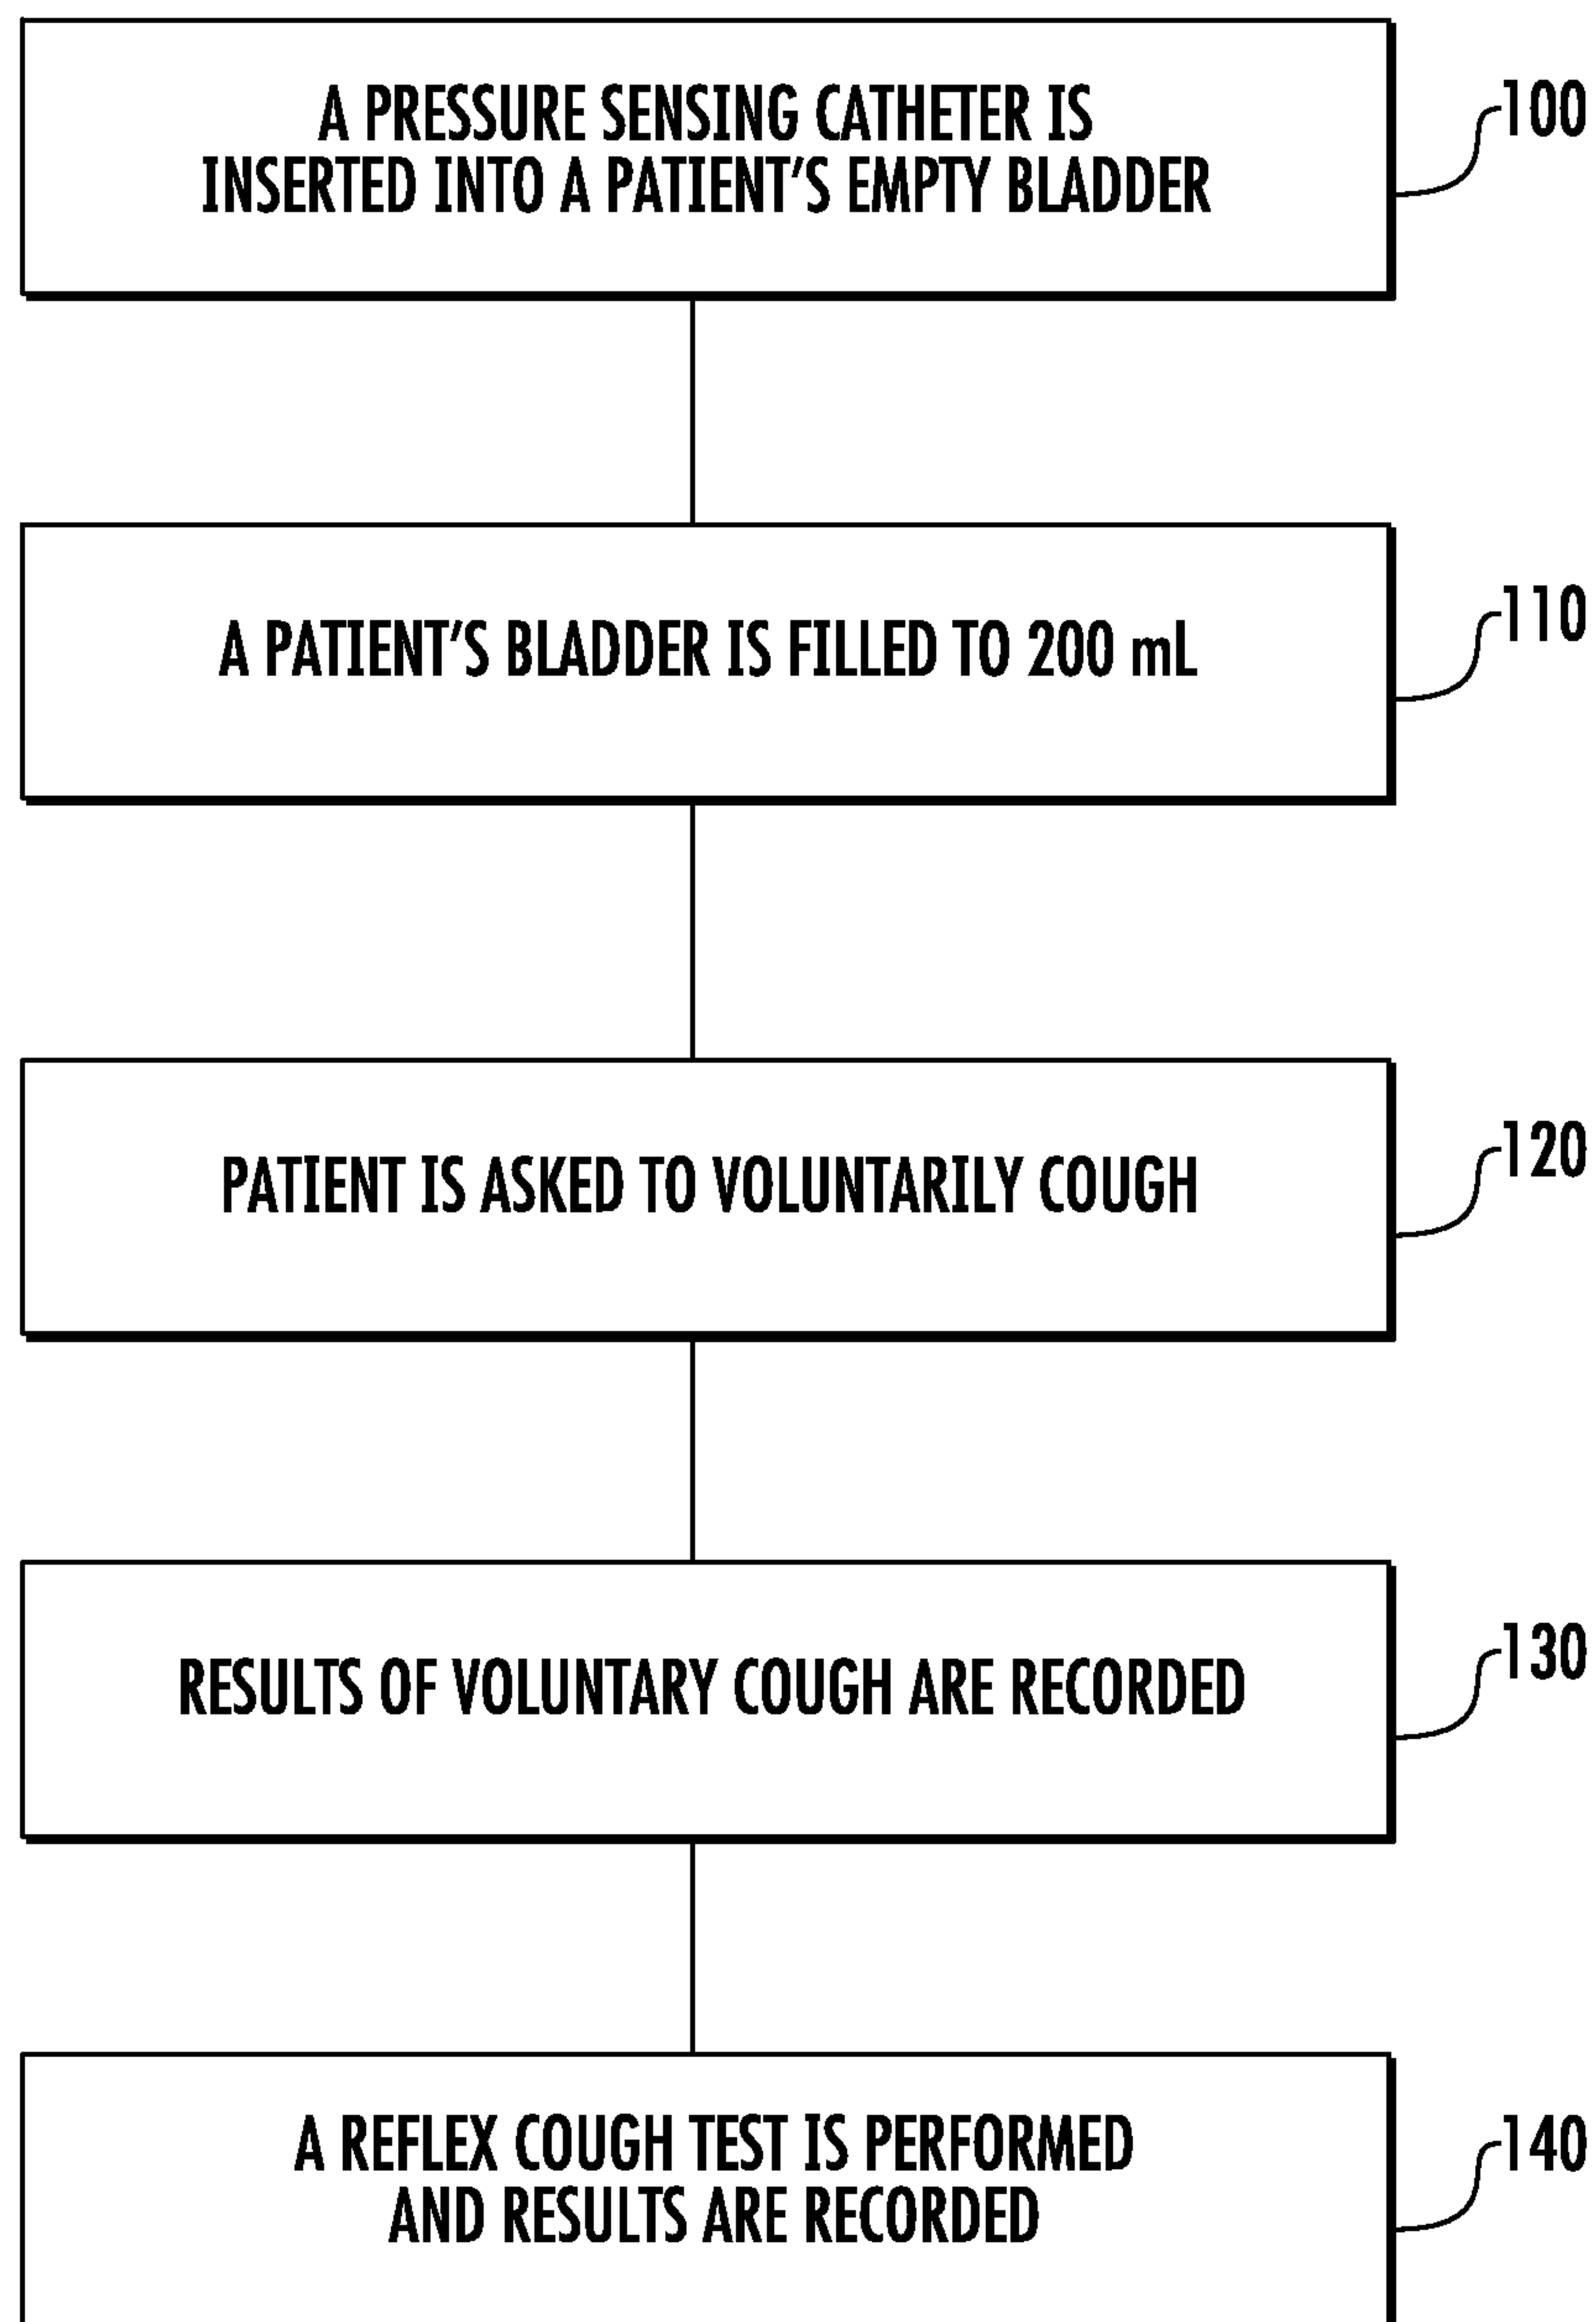 A PRESSURE SENSING CATHETER IS
INSERTED INTO A PATIENT'S EMPTY BLADDER
100
A PATIENT'S BLADDER IS FILLED TO 200 mL
110
PATIENT IS ASKED TO VOLUNTARILY COUGH
120
RESULTS OF VOLUNTARY COUGH ARE RECORDED
130
A REFLEX COUGH TEST IS PERFORMED
AND RESULTS ARE RECORDED
140